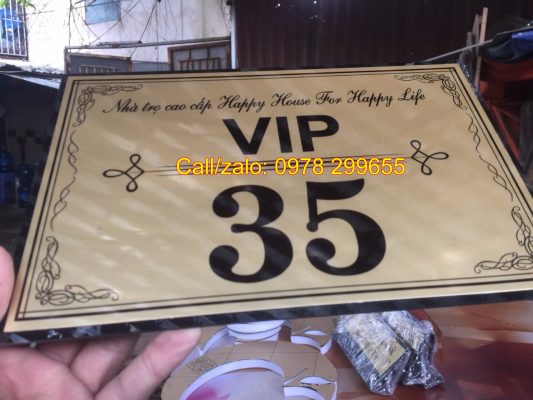 Nhà trọ cao cấp Happy House For Happy Life
VIP
Call/zalo: 0978 299655
35